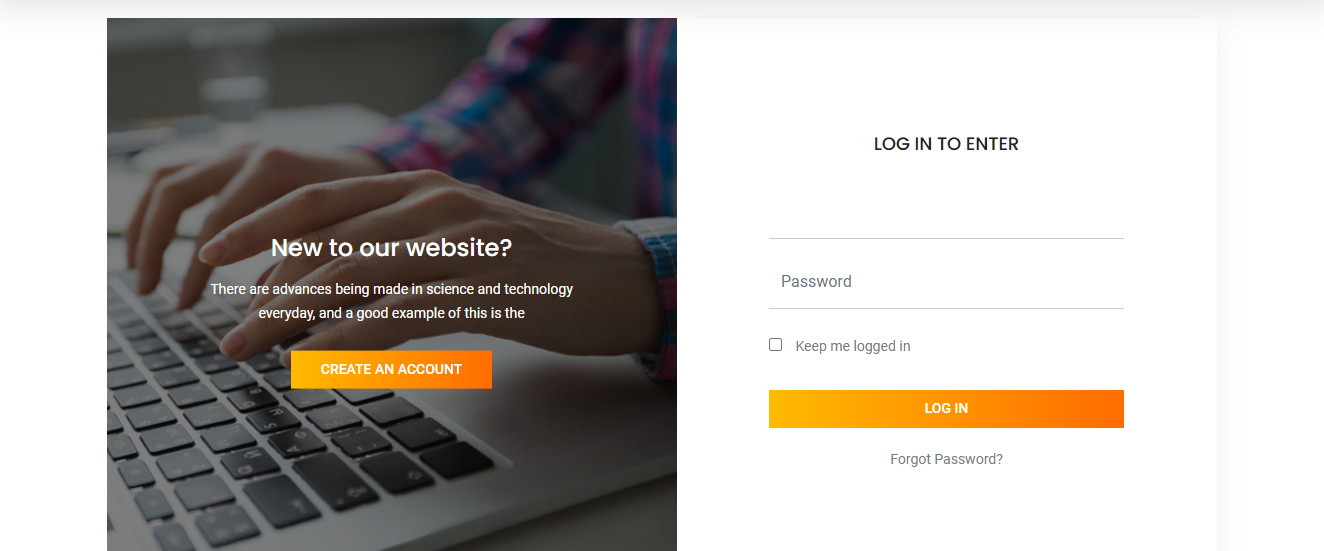 New to our website?
There are advances being made in science and technology
everyday, and a good example of this is the
CREATE AN ACCOUNT
LOG IN TO ENTER
Password
Keep me logged in
LOG IN
Forgot Password?